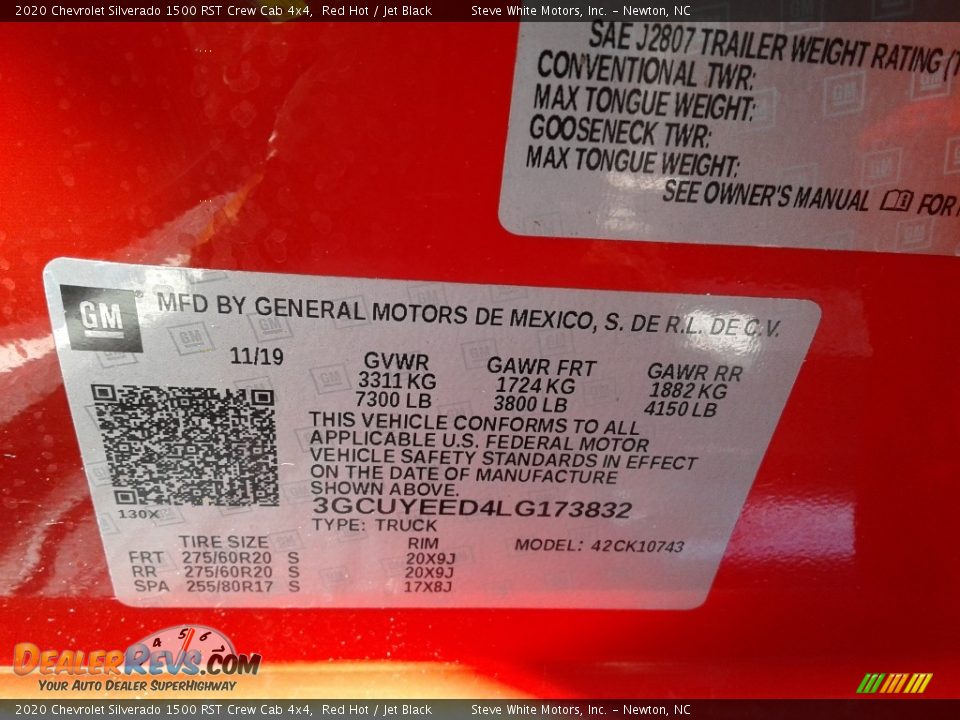 2020 Chevrolet Silverado 1500 RST Crew Cab 4x4, Red Hot / Jet Black Steve White Motors, Inc. – Newton, NC
SAE J2807 TRAILER WEIGHT RATING
CONVENTIONAL TWR:
MAX TONGUE WEIGHT:
GOOSENECK TWR:
MAX TONGUE WEIGHT:
SEE OWNER'S MANUAL FOR
GM MFD BY GENERAL MOTORS DE MEXICO, S. DE R.L. DE C.V.
11/19 GVWR GAWR FRT GAWR RR
3311 KG 1724 KG 1882 KG
7300 LB 3800 LB 4150 LB
THIS VEHICLE CONFORMS TO ALL
APPLICABLE U.S. FEDERAL MOTOR
VEHICLE SAFETY STANDARDS IN EFFECT
ON THE DATE OF MANUFACTURE
SHOWN ABOVE.
3GCUYEED4LG173832
130X
TYPE: TRUCK
TIRE SIZE RIM MODEL: 42CK10743
FRT 275/60R20 S 20X9J
RR 275/60R20 S 20X9J
SPA 255/80R17 S 17X8J
4 5 6
DealerRevs.com
Your Auto Dealer SuperHighway
2020 Chevrolet Silverado 1500 RST Crew Cab 4x4, Red Hot / Jet Black Steve White Motors, Inc. – Newton, NC